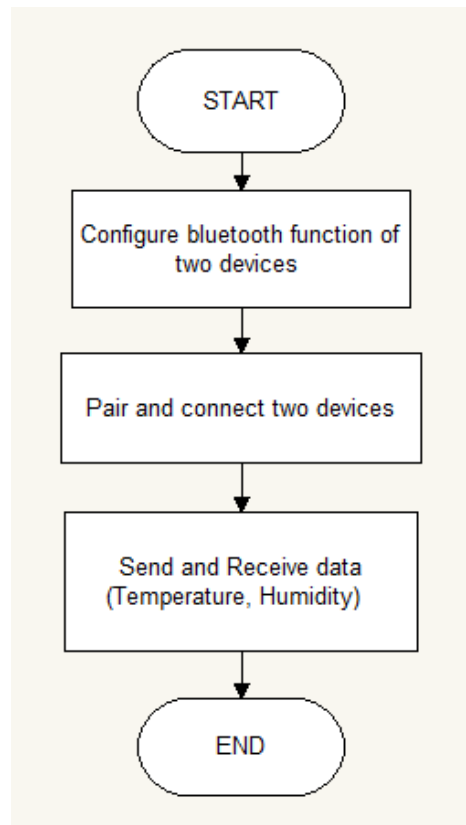 START
Configure bluetooth function of
two devices
Pair and connect two devices
Send and Receive data
(Temperature, Humidity)
END